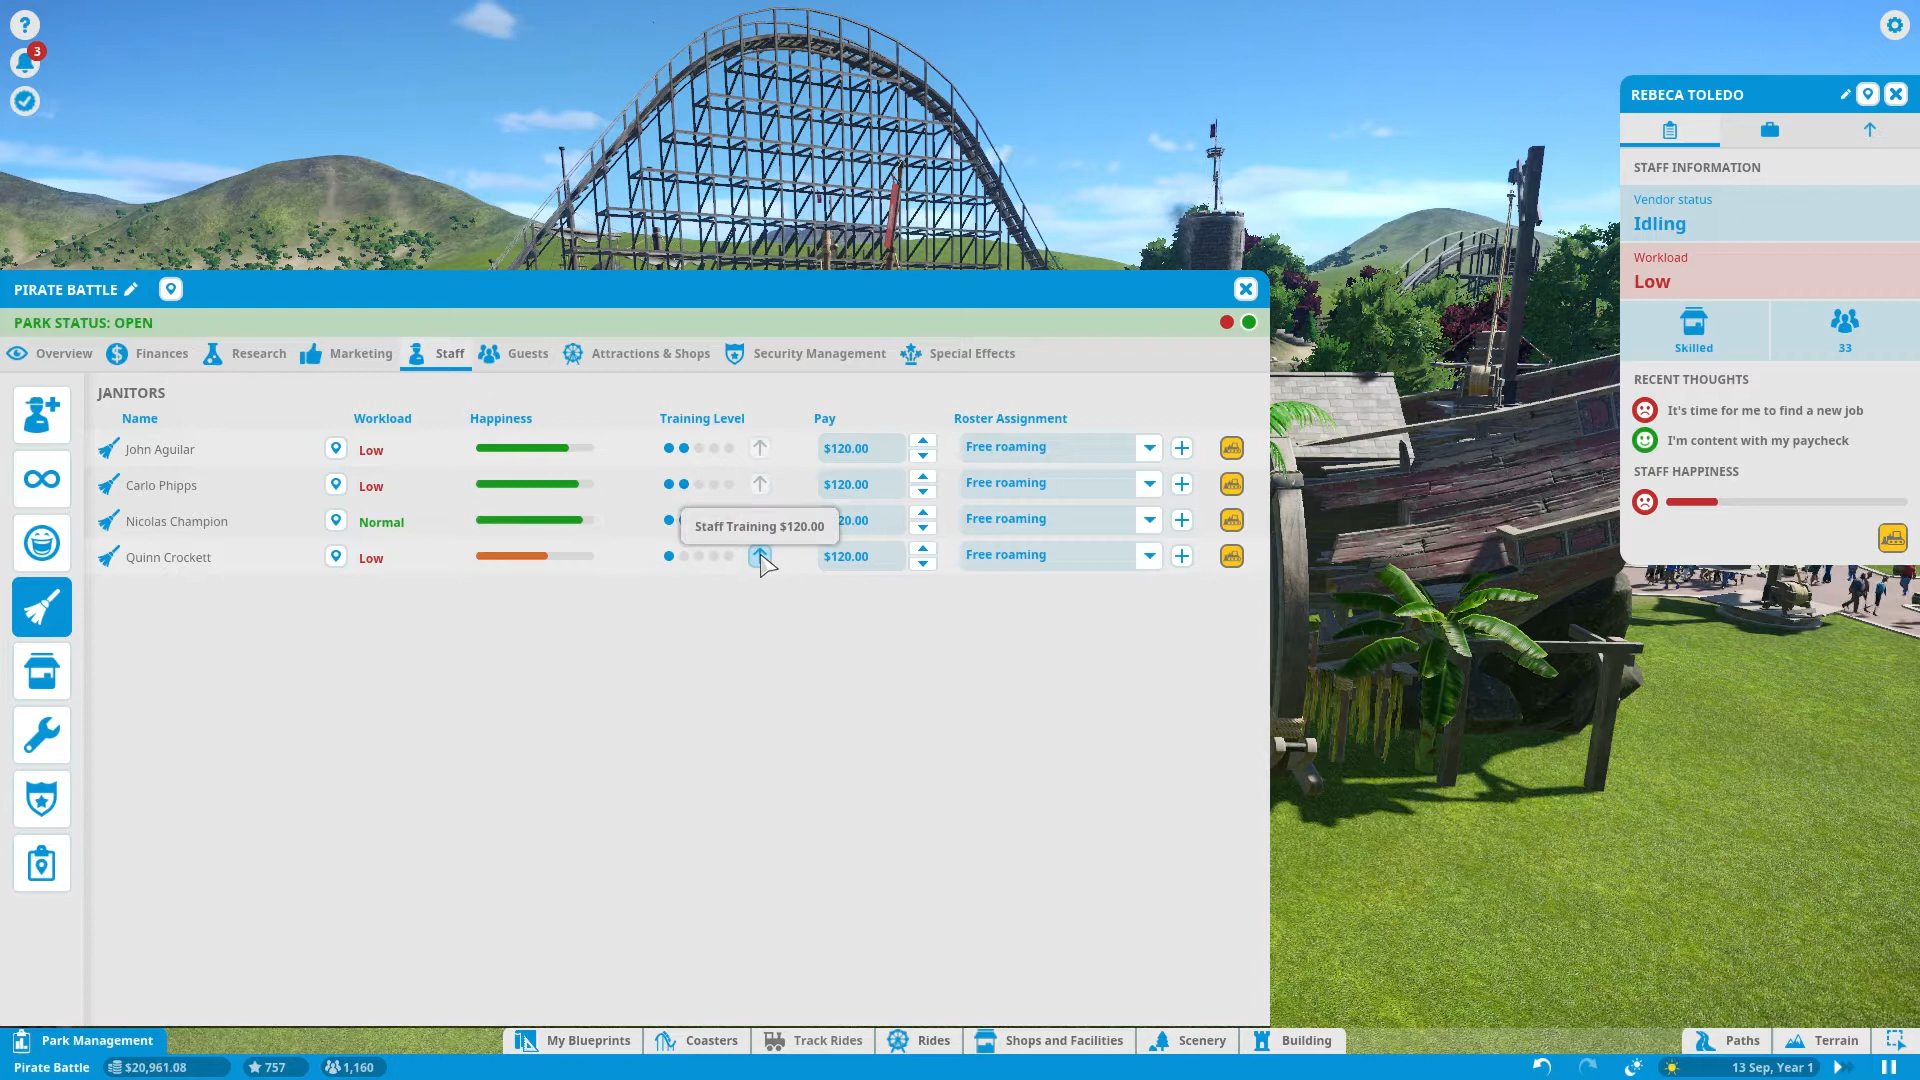 ?
3
REBECA TOLEDO
STAFF INFORMATION
Vendor status
Idling
Workload
Low
Skilled
33
RECENT THOUGHTS
It's time for me to find a new job
I'm content with my paycheck
STAFF HAPPINESS
PIRATE BATTLE
PARK STATUS: OPEN
Overview Finances Research Marketing Staff Guests Attractions & Shops Security Management Special Effects
JANITORS
Name Workload Happiness Training Level Pay Roster Assignment
John Aguilar Low $120.00 Free roaming
Carlo Phipps Low $120.00 Free roaming
Nicolas Champion Normal 20.00 Free roaming
Staff Training $120.00
Quinn Crockett Low $120.00 Free roaming
Park Management My Blueprints Coasters Track Rides Rides Shops and Facilities Scenery Building Paths Terrain
Pirate Battle $20,961.08 757 1,160 13 Sep, Year 1